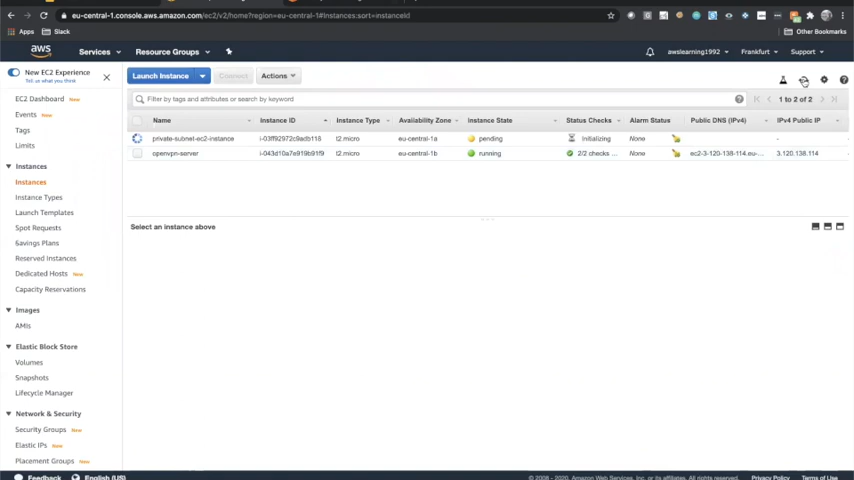 eu-central-1.console.aws.amazon.com/ec2/v2/home?region=eu-central-1#Instances:sort=instanceId
Apps Slack Other Bookmarks
aws Services Resource Groups awslearning1992 Frankfurt Support
New EC2 Experience
Tell us what you think
Launch Instance Connect Actions
EC2 Dashboard New
Events New
Tags
Limits
Instances
Instances
Instance Types
Launch Templates
Spot Requests
Savings Plans
Reserved Instances
Dedicated Hosts New
Capacity Reservations
Images
AMIs
Elastic Block Store
Volumes
Snapshots
Lifecycle Manager
Network & Security
Security Groups New
Elastic IPs New
Placement Groups New
Filter by tags and attributes or search by keyword 1 to 2 of 2
Name Instance ID Instance Type Availability Zone Instance State Status Checks Alarm Status Public DNS (IPv4) IPv4 Public IP
private-subnet-ec2-instance i-03ff92972c9adb118 t2.micro eu-central-1a pending Initializing None -
openvpn-server i-043d10a7a919b91f9 t2.micro eu-central-1b running 2/2 checks ... None ec2-3-120-138-114.eu-... 3.120.138.114
Select an instance above
Feedback English (US) © 2008 - 2020, Amazon Web Services, Inc. or its affiliates. All rights reserved. Privacy Policy Terms of Use